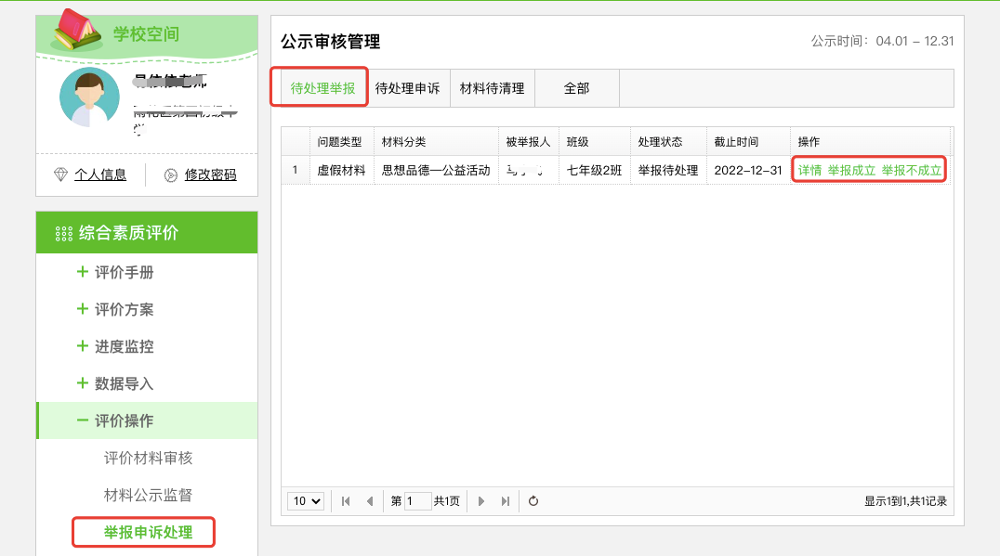 学校空间
老师
学
个人信息
修改密码
综合素质评价
评价手册
评价方案
进度监控
数据导入
评价操作
评价材料审核
材料公示监督
举报申诉处理
公示审核管理
公示时间：04.01 - 12.31
待处理举报 待处理申诉 材料待清理 全部
问题类型 材料分类 被举报人 班级 处理状态 截止时间 操作
1 虚假材料 思想品德—公益活动 七年级2班 举报待处理 2022-12-31 详情 举报成立 举报不成立
10 第 1 共1页 显示1到1,共1记录